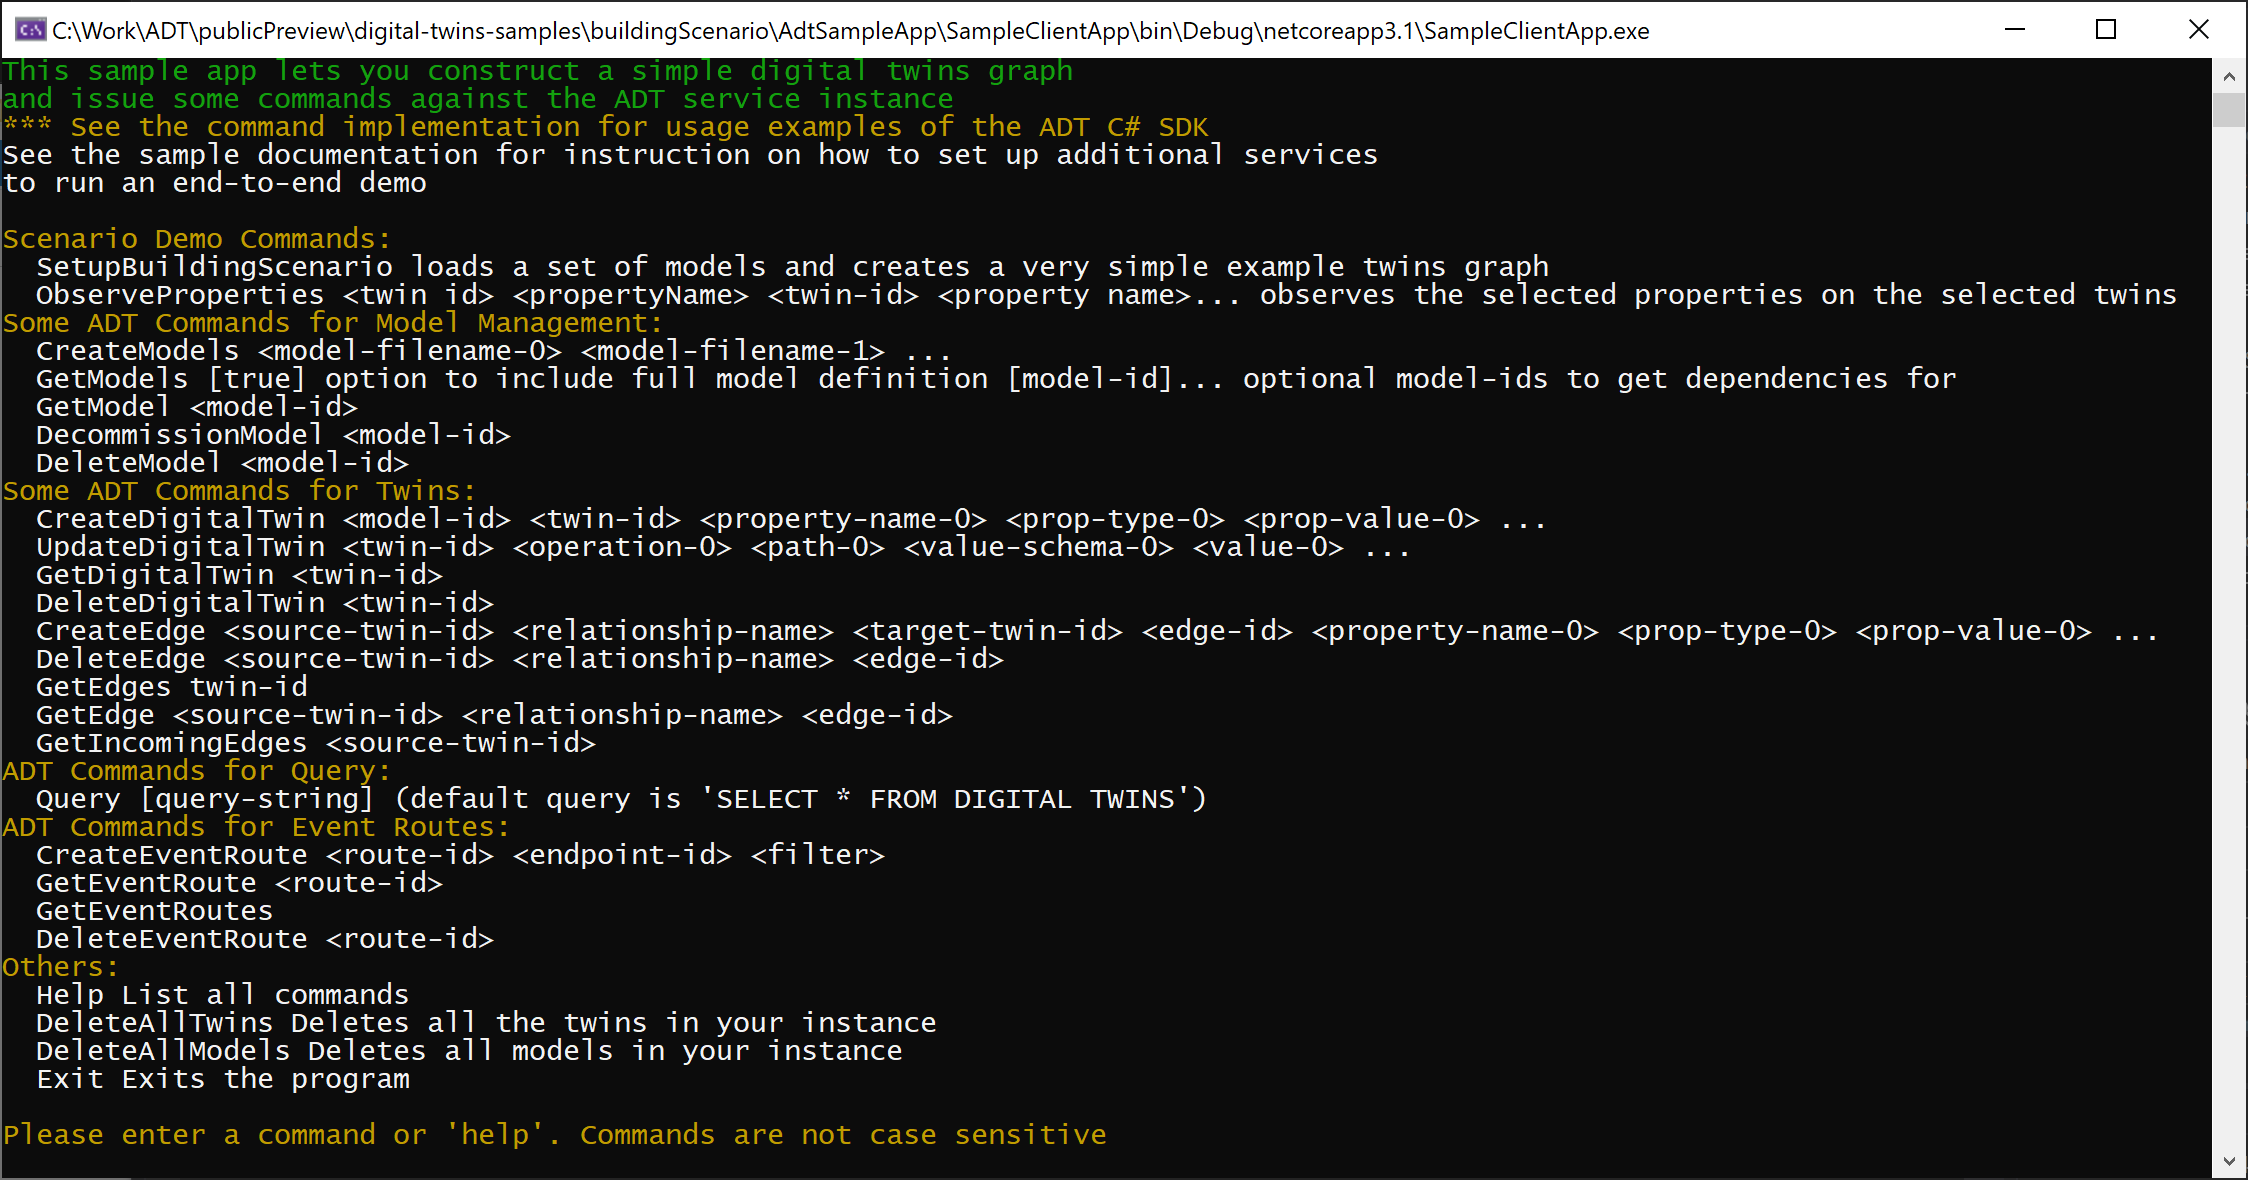 C:\Work\ADT\publicPreview\digital-twins-samples\buildingScenario\AdtSampleApp\SampleClientApp\bin\Debug\netcoreapp3.1\SampleClientApp.exe
This sample app lets you construct a simple digital twins graph
and issue some commands against the ADT service instance
*** See the command implementation for usage examples of the ADT C# SDK
See the sample documentation for instruction on how to set up additional services
to run an end-to-end demo
Scenario Demo Commands:
  SetupBuildingScenario loads a set of models and creates a very simple example twins graph
  ObserveProperties <twin id> <propertyName> <twin-id> <property name>... observes the selected properties on the selected twins
Some ADT Commands for Model Management:
  CreateModels <model-filename-0> <model-filename-1> ...
  GetModels [true] option to include full model definition [model-id]... optional model-ids to get dependencies for
  GetModel <model-id>
  DecommissionModel <model-id>
  DeleteModel <model-id>
Some ADT Commands for Twins:
  CreateDigitalTwin <model-id> <twin-id> <property-name-0> <prop-type-0> <prop-value-0> ...
  UpdateDigitalTwin <twin-id> <operation-0> <path-0> <value-schema-0> <value-0> ...
  GetDigitalTwin <twin-id>
  DeleteDigitalTwin <twin-id>
  CreateEdge <source-twin-id> <relationship-name> <target-twin-id> <edge-id> <property-name-0> <prop-type-0> <prop-value-0> ...
  DeleteEdge <source-twin-id> <relationship-name> <edge-id>
  GetEdges twin-id
  GetEdge <source-twin-id> <relationship-name> <edge-id>
  GetIncomingEdges <source-twin-id>
ADT Commands for Query:
  Query [query-string] (default query is 'SELECT * FROM DIGITAL TWINS')
ADT Commands for Event Routes:
  CreateEventRoute <route-id> <endpoint-id> <filter>
  GetEventRoute <route-id>
  GetEventRoutes
  DeleteEventRoute <route-id>
Others:
  Help List all commands
  DeleteAllTwins Deletes all the twins in your instance
  DeleteAllModels Deletes all models in your instance
  Exit Exits the program
Please enter a command or 'help'. Commands are not case sensitive